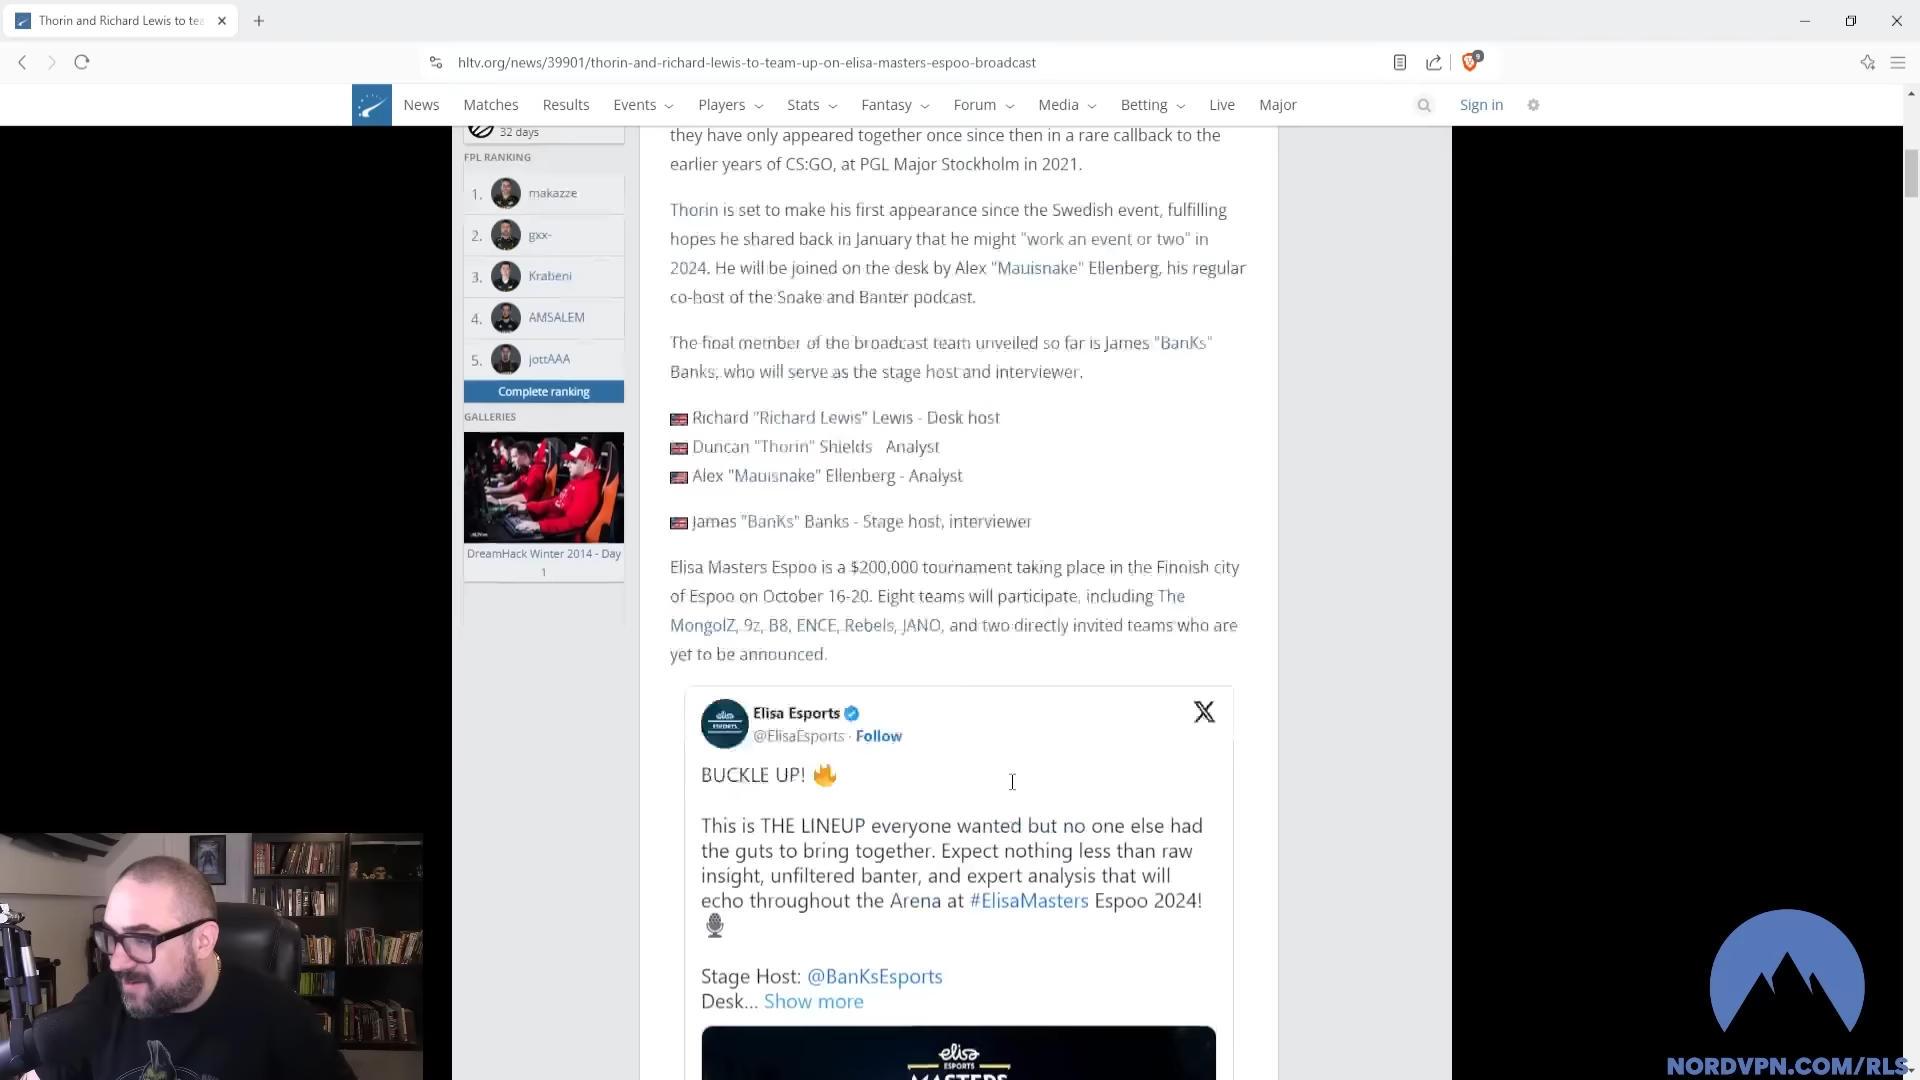 Thorin and Richard Lewis to tea
hltv.org/news/39901/thorin-and-richard-lewis-to-team-up-on-elisa-masters-espoo-broadcast
9
News Matches Results Events Players Stats Fantasy Forum Media Betting Live Major Sign in
32 days
FPL RANKING
1. makazze
2. gxx-
3. Krabeni
4. AMSALEM
5. jottAAA
Complete ranking
GALLERIES
DreamHack Winter 2014 - Day
1
they have only appeared together once since then in a rare callback to the
earlier years of CS:GO, at PGL Major Stockholm in 2021.
Thorin is set to make his first appearance since the Swedish event, fulfilling
hopes he shared back in January that he might "work an event or two" in
2024. He will be joined on the desk by Alex "Mauisnake" Ellenberg, his regular
co-host of the Snake and Banter podcast.
The final member of the broadcast team unveiled so far is James "BanKs"
Banks, who will serve as the stage host and interviewer.
Richard "Richard Lewis" Lewis - Desk host
Duncan "Thorin" Shields - Analyst
Alex "Mauisnake" Ellenberg - Analyst
James "BanKs" Banks - Stage host, interviewer
Elisa Masters Espoo is a $200,000 tournament taking place in the Finnish city
of Espoo on October 16-20. Eight teams will participate, including The
MongolZ, 9z, B8, ENCE, Rebels, JANO, and two directly invited teams who are
yet to be announced.
Elisa Esports
@ElisaEsports · Follow
BUCKLE UP! 🔥
This is THE LINEUP everyone wanted but no one else had
the guts to bring together. Expect nothing less than raw
insight, unfiltered banter, and expert analysis that will
echo throughout the Arena at #ElisaMasters Espoo 2024!
🎙
Stage Host: @BanKsEsports
Desk... Show more
elisa
ESPORTS
MASTERS
NORDVPN.COM/RLS